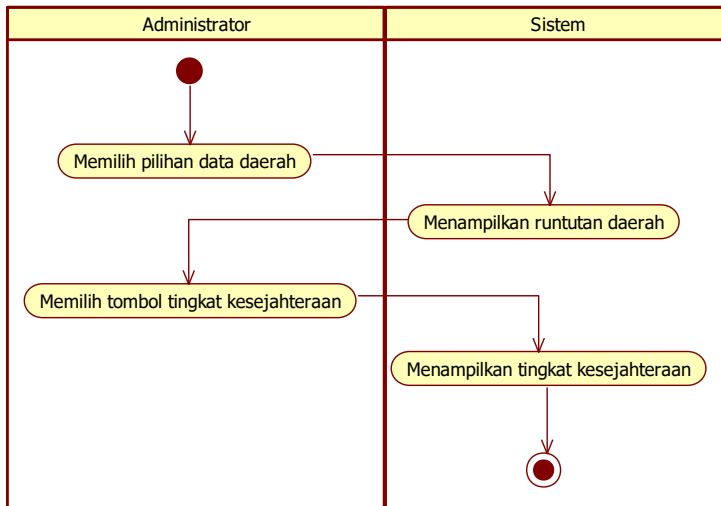 Administrator
Sistem
Memilih pilihan data daerah
Menampilkan runtutan daerah
Memilih tombol tingkat kesejahteraan
Menampilkan tingkat kesejahteraan